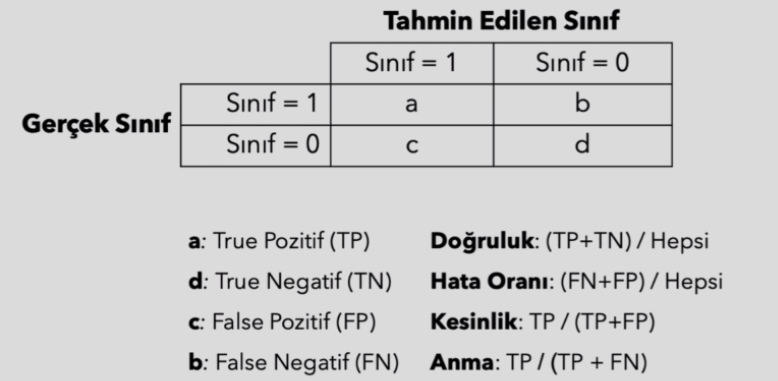 Tahmin Edilen Sınıf
Sınıf = 1 Sınıf = 0
Gerçek Sınıf
Sınıf = 1 a b
Sınıf = 0 c d
a: True Pozitif (TP) Doğruluk: (TP+TN) / Hepsi
d: True Negatif (TN) Hata Oranı: (FN+FP) / Hepsi
c: False Pozitif (FP) Kesinlik: TP / (TP+FP)
b: False Negatif (FN) Anma: TP / (TP + FN)